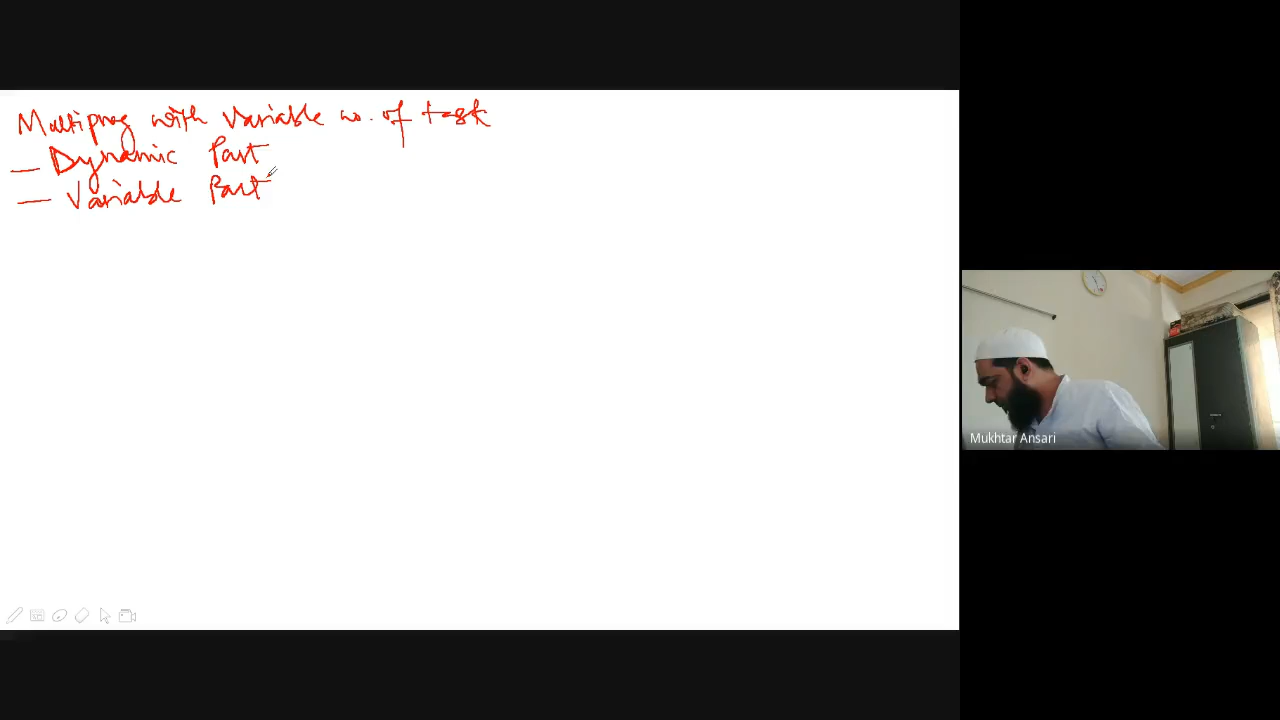 Multiprog with Variable no. of task
— Dynamic Part
— Variable Part
Mukhtar Ansari